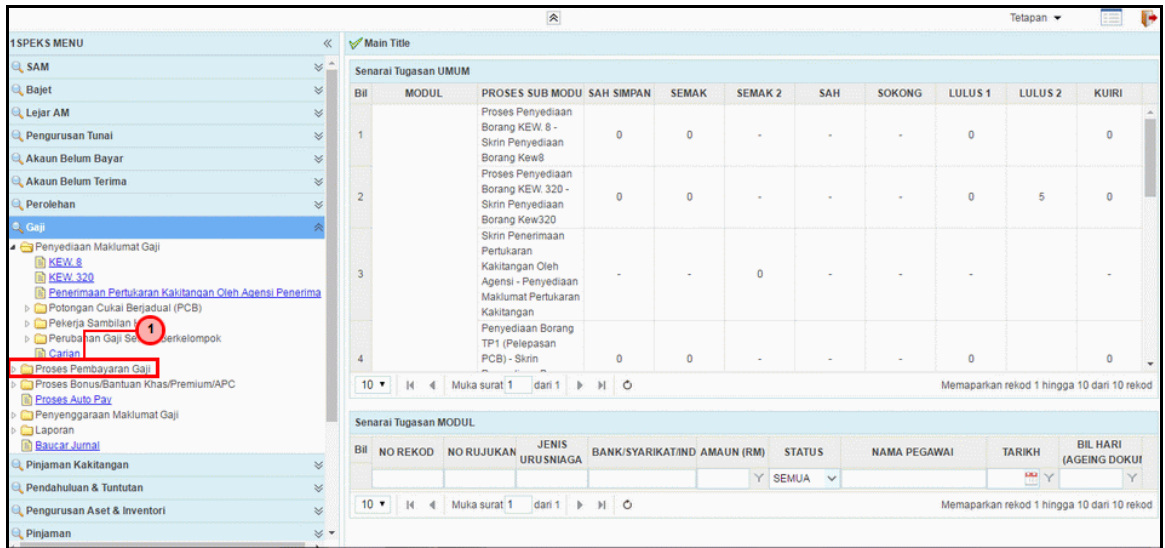 Tetapan
1SPEKS MENU
SAM
Bajet
Lejar AM
Pengurusan Tunai
Akaun Belum Bayar
Akaun Belum Terima
Perolehan
Gaji
Penyediaan Maklumat Gaji
KEW. 8
KEW. 320
Penerimaan Pertukaran Kakitangan Oleh Agensi Penerima
Potongan Cukai Berjadual (PCB)
Pekerja Sambilan
1
Perubahan Gaji Se erkelompok
Carian
Proses Pembayaran Gaji
Proses Bonus/Bantuan Khas/Premium/APC
Proses Auto Pay
Penyenggaraan Maklumat Gaji
Laporan
Baucar Jurnal
Pinjaman Kakitangan
Pendahuluan & Tuntutan
Pengurusan Aset & Inventori
Pinjaman
Main Title
Senarai Tugasan UMUM
Bil MODUL PROSES SUB MODU SAH SIMPAN SEMAK SEMAK 2 SAH SOKONG LULUS 1 LULUS 2 KUIRI
Proses Penyediaan
Borang KEW. 8 -
1 0 0 - - - 0 0
Skrin Penyediaan
Borang Kew8
Proses Penyediaan
Borang KEW. 320 -
2 0 0 - - - 0 5 0
Skrin Penyediaan
Borang Kew320
Skrin Penerimaan
Pertukaran
Kakitangan Oleh
3 - - 0 - - - -
Agensi - Penyediaan
Maklumat Pertukaran
Kakitangan
Penyediaan Borang
TP1 (Pelepasan
4 PCB) - Skrin 0 0 - - - 0 0
10 Muka surat 1 dari 1 Memaparkan rekod 1 hingga 10 dari 10 rekod
Senarai Tugasan MODUL
Bil NO REKOD NO RUJUKAN JENIS URUSNIAGA BANK/SYARIKAT/IND AMAUN (RM) STATUS NAMA PEGAWAI TARIKH BIL HARI (AGEING DOKU
SEMUA
10 Muka surat 1 dari 1 Memaparkan rekod 1 hingga 10 dari 10 rekod